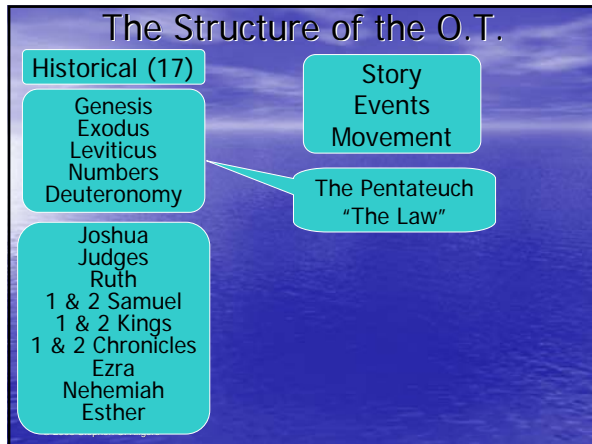 The Structure of the O.T.
Historical (17)
Genesis
Exodus
Leviticus
Numbers
Deuteronomy
Joshua
Judges
Ruth
1 & 2 Samuel
1 & 2 Kings
1 & 2 Chronicles
Ezra
Nehemiah
Esther
Story
Events
Movement
The Pentateuch
"The Law"